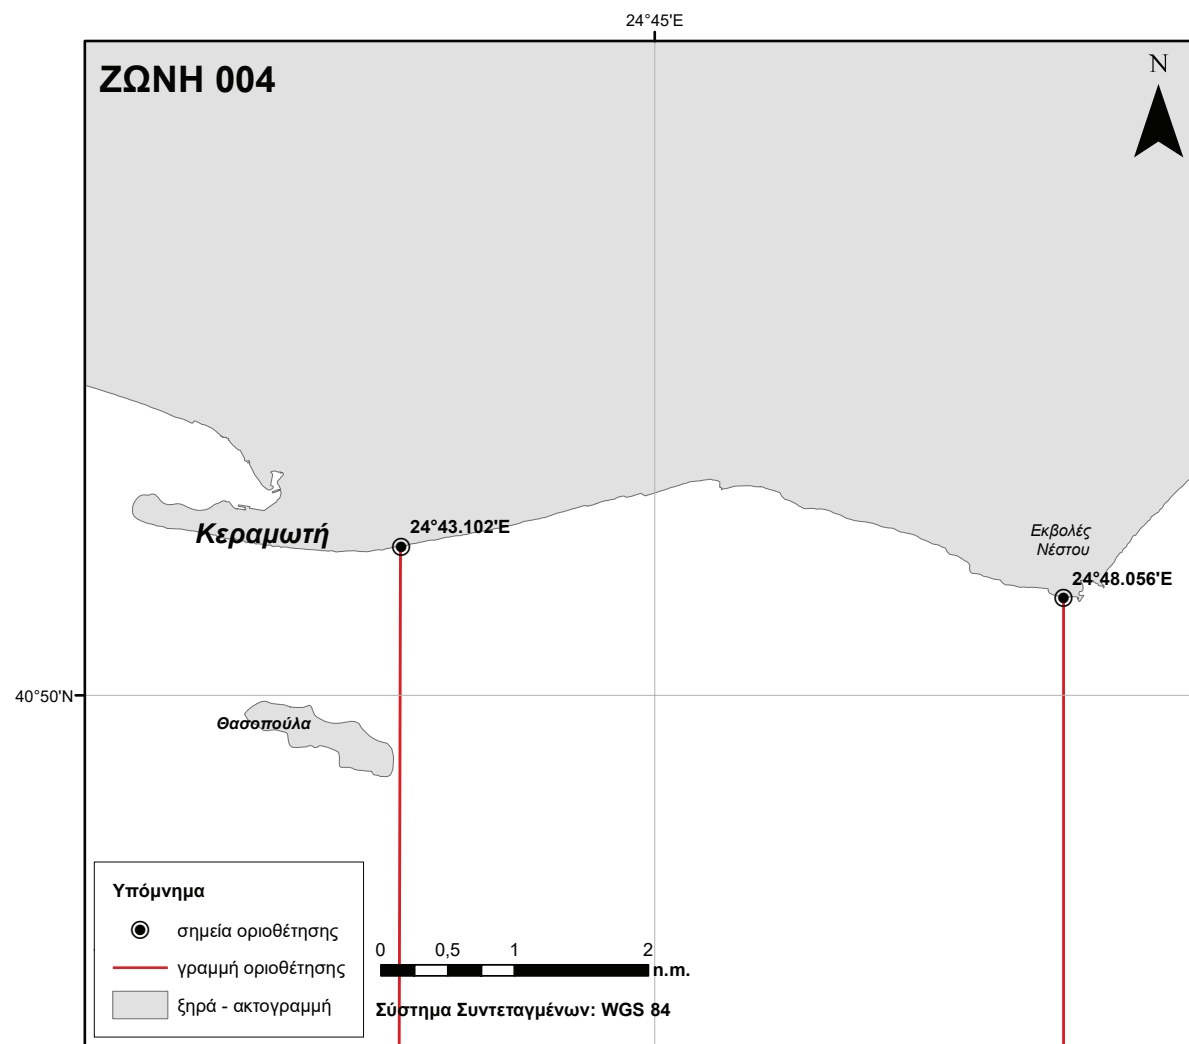 24°45'E
ΖΩΝΗ 004
N
Κεραμωτή
24°43.102'E
Εκβολές
Νέστου
24°48.056'E
40°50'N
Θασοπούλα
Υπόμνημα
σημεία οριοθέτησης
γραμμή οριοθέτησης
ξηρά - ακτογραμμή
0 0,5 1 2
n.m.
Σύστημα Συντεταγμένων: WGS 84